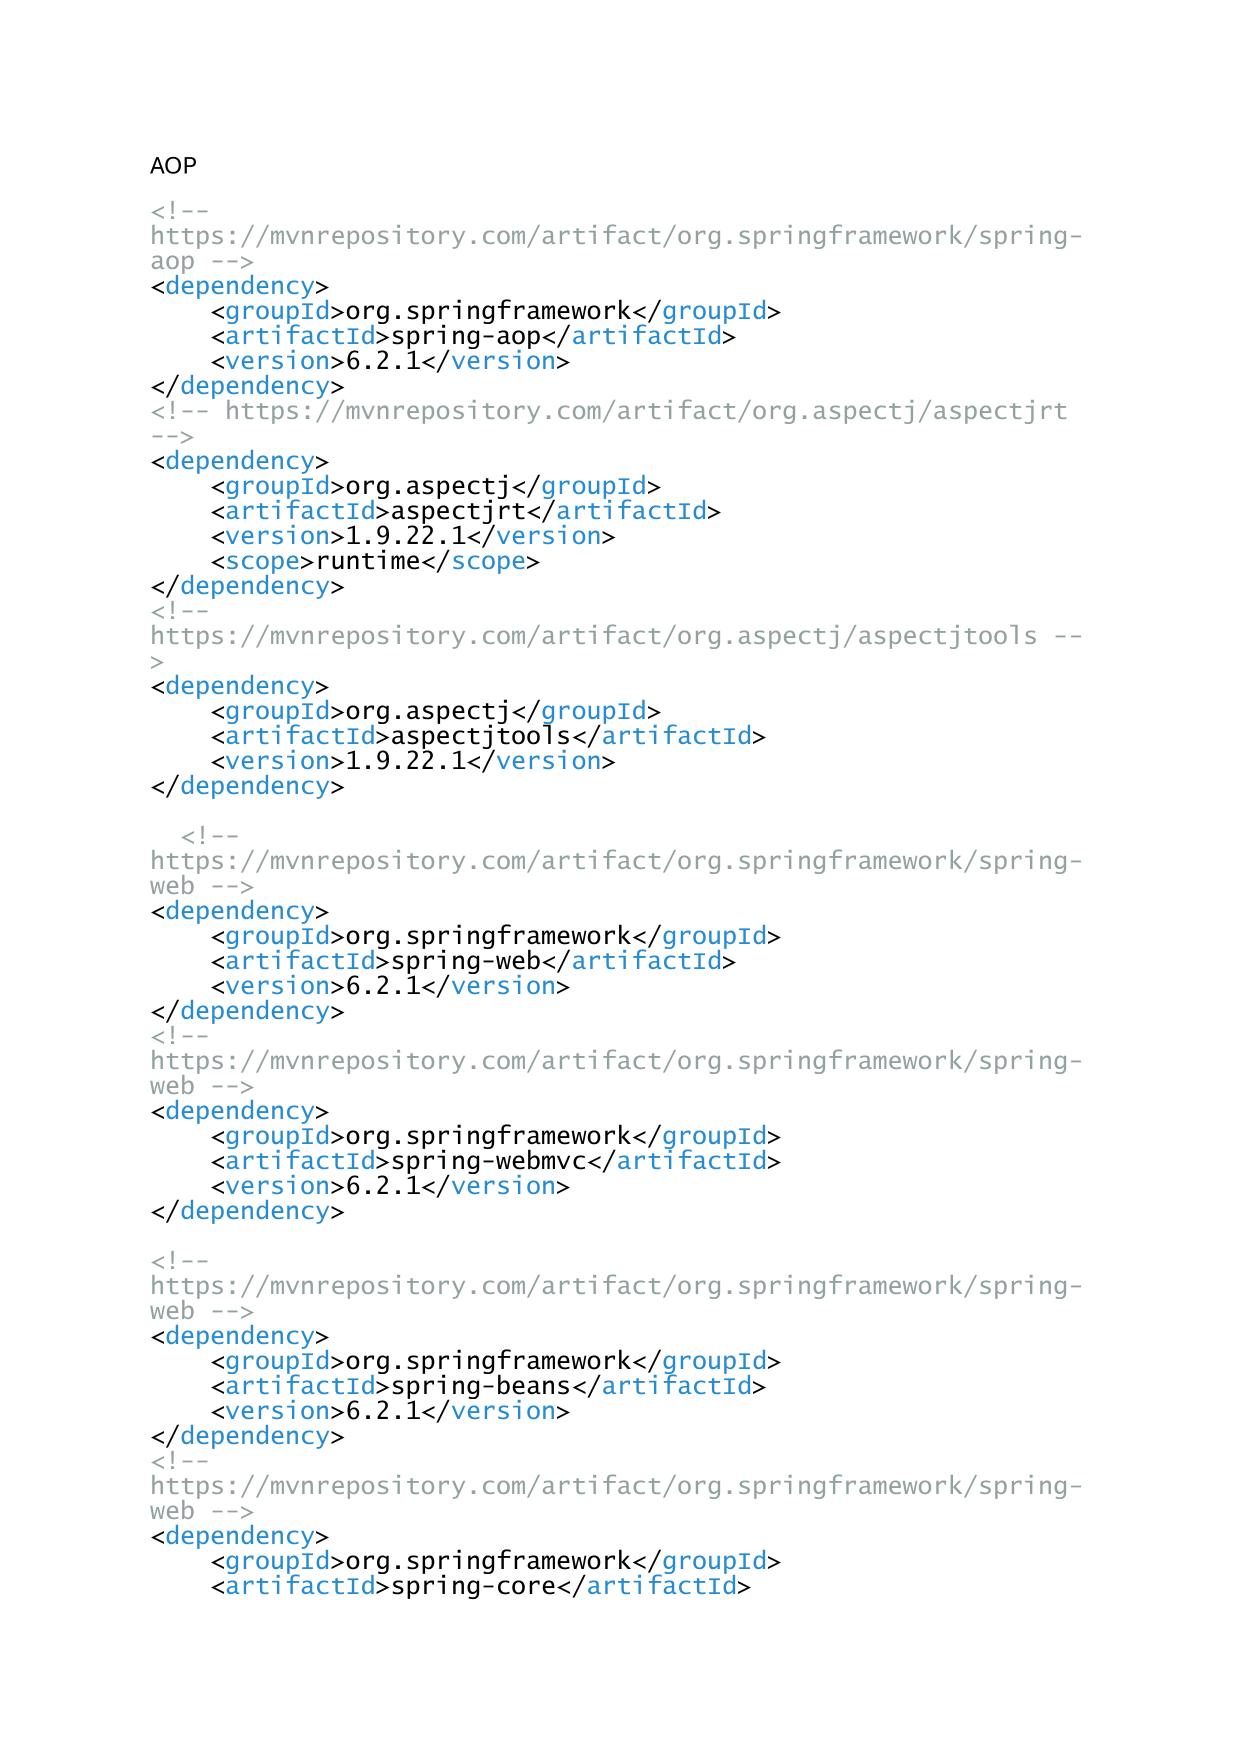 AOP
<!--
https://mvnrepository.com/artifact/org.springframework/spring-
aop -->
<dependency>
    <groupId>org.springframework</groupId>
    <artifactId>spring-aop</artifactId>
    <version>6.2.1</version>
</dependency>
<!-- https://mvnrepository.com/artifact/org.aspectj/aspectjrt
-->
<dependency>
    <groupId>org.aspectj</groupId>
    <artifactId>aspectjrt</artifactId>
    <version>1.9.22.1</version>
    <scope>runtime</scope>
</dependency>
<!--
https://mvnrepository.com/artifact/org.aspectj/aspectjtools --
>
<dependency>
    <groupId>org.aspectj</groupId>
    <artifactId>aspectjtools</artifactId>
    <version>1.9.22.1</version>
</dependency>
  <!--
https://mvnrepository.com/artifact/org.springframework/spring-
web -->
<dependency>
    <groupId>org.springframework</groupId>
    <artifactId>spring-web</artifactId>
    <version>6.2.1</version>
</dependency>
<!--
https://mvnrepository.com/artifact/org.springframework/spring-
web -->
<dependency>
    <groupId>org.springframework</groupId>
    <artifactId>spring-webmvc</artifactId>
    <version>6.2.1</version>
</dependency>
<!--
https://mvnrepository.com/artifact/org.springframework/spring-
web -->
<dependency>
    <groupId>org.springframework</groupId>
    <artifactId>spring-beans</artifactId>
    <version>6.2.1</version>
</dependency>
<!--
https://mvnrepository.com/artifact/org.springframework/spring-
web -->
<dependency>
    <groupId>org.springframework</groupId>
    <artifactId>spring-core</artifactId>